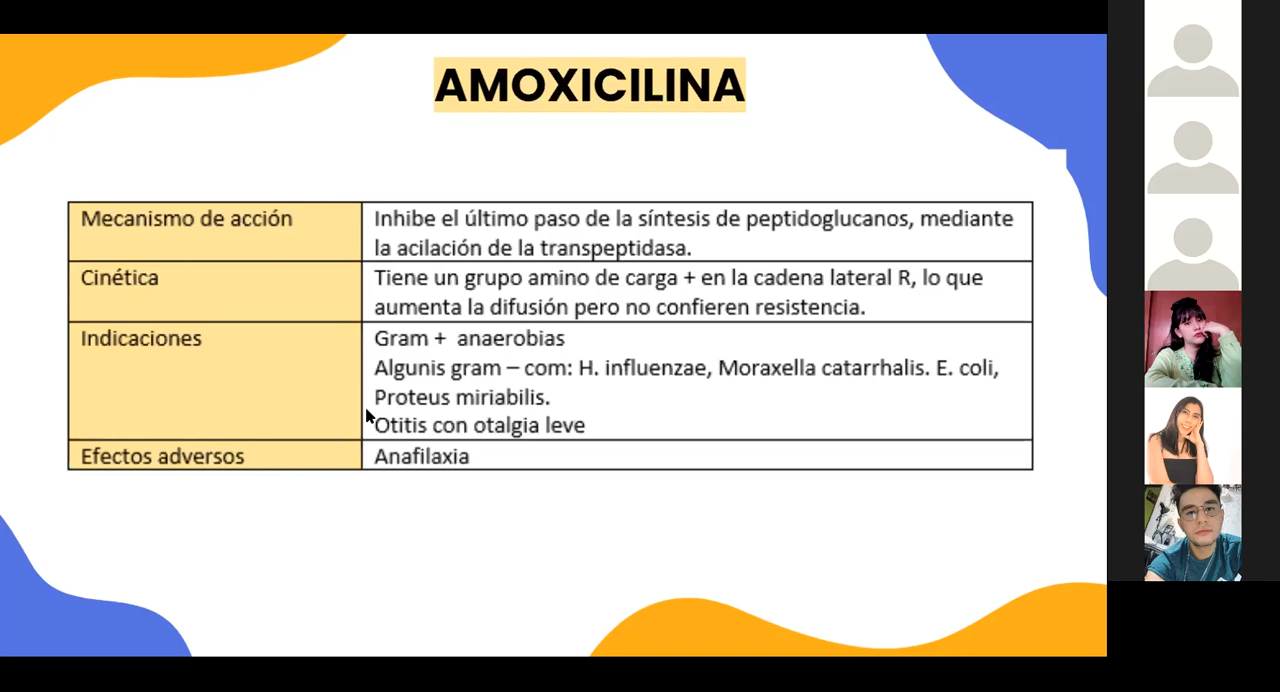 AMOXICILINA
Mecanismo de acción
Inhibe el último paso de la síntesis de peptidoglucanos, mediante
la acilación de la transpeptidasa.
Cinética
Tiene un grupo amino de carga + en la cadena lateral R, lo que
aumenta la difusión pero no confieren resistencia.
Indicaciones
Gram + anaerobias
Algunis gram – com: H. influenzae, Moraxella catarrhalis. E. coli,
Proteus miriabilis.
Otitis con otalgia leve
Efectos adversos
Anafilaxia